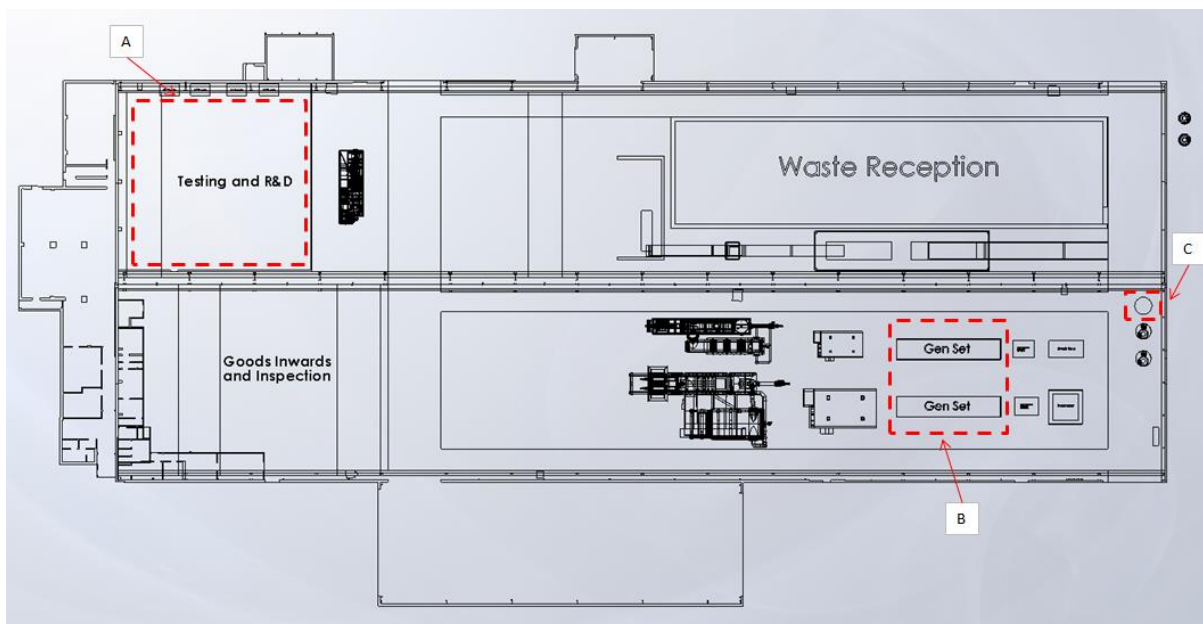 A
Testing and R&D
Waste Reception
C
Goods Inwards
and Inspection
Gen Set
Gen Set
B